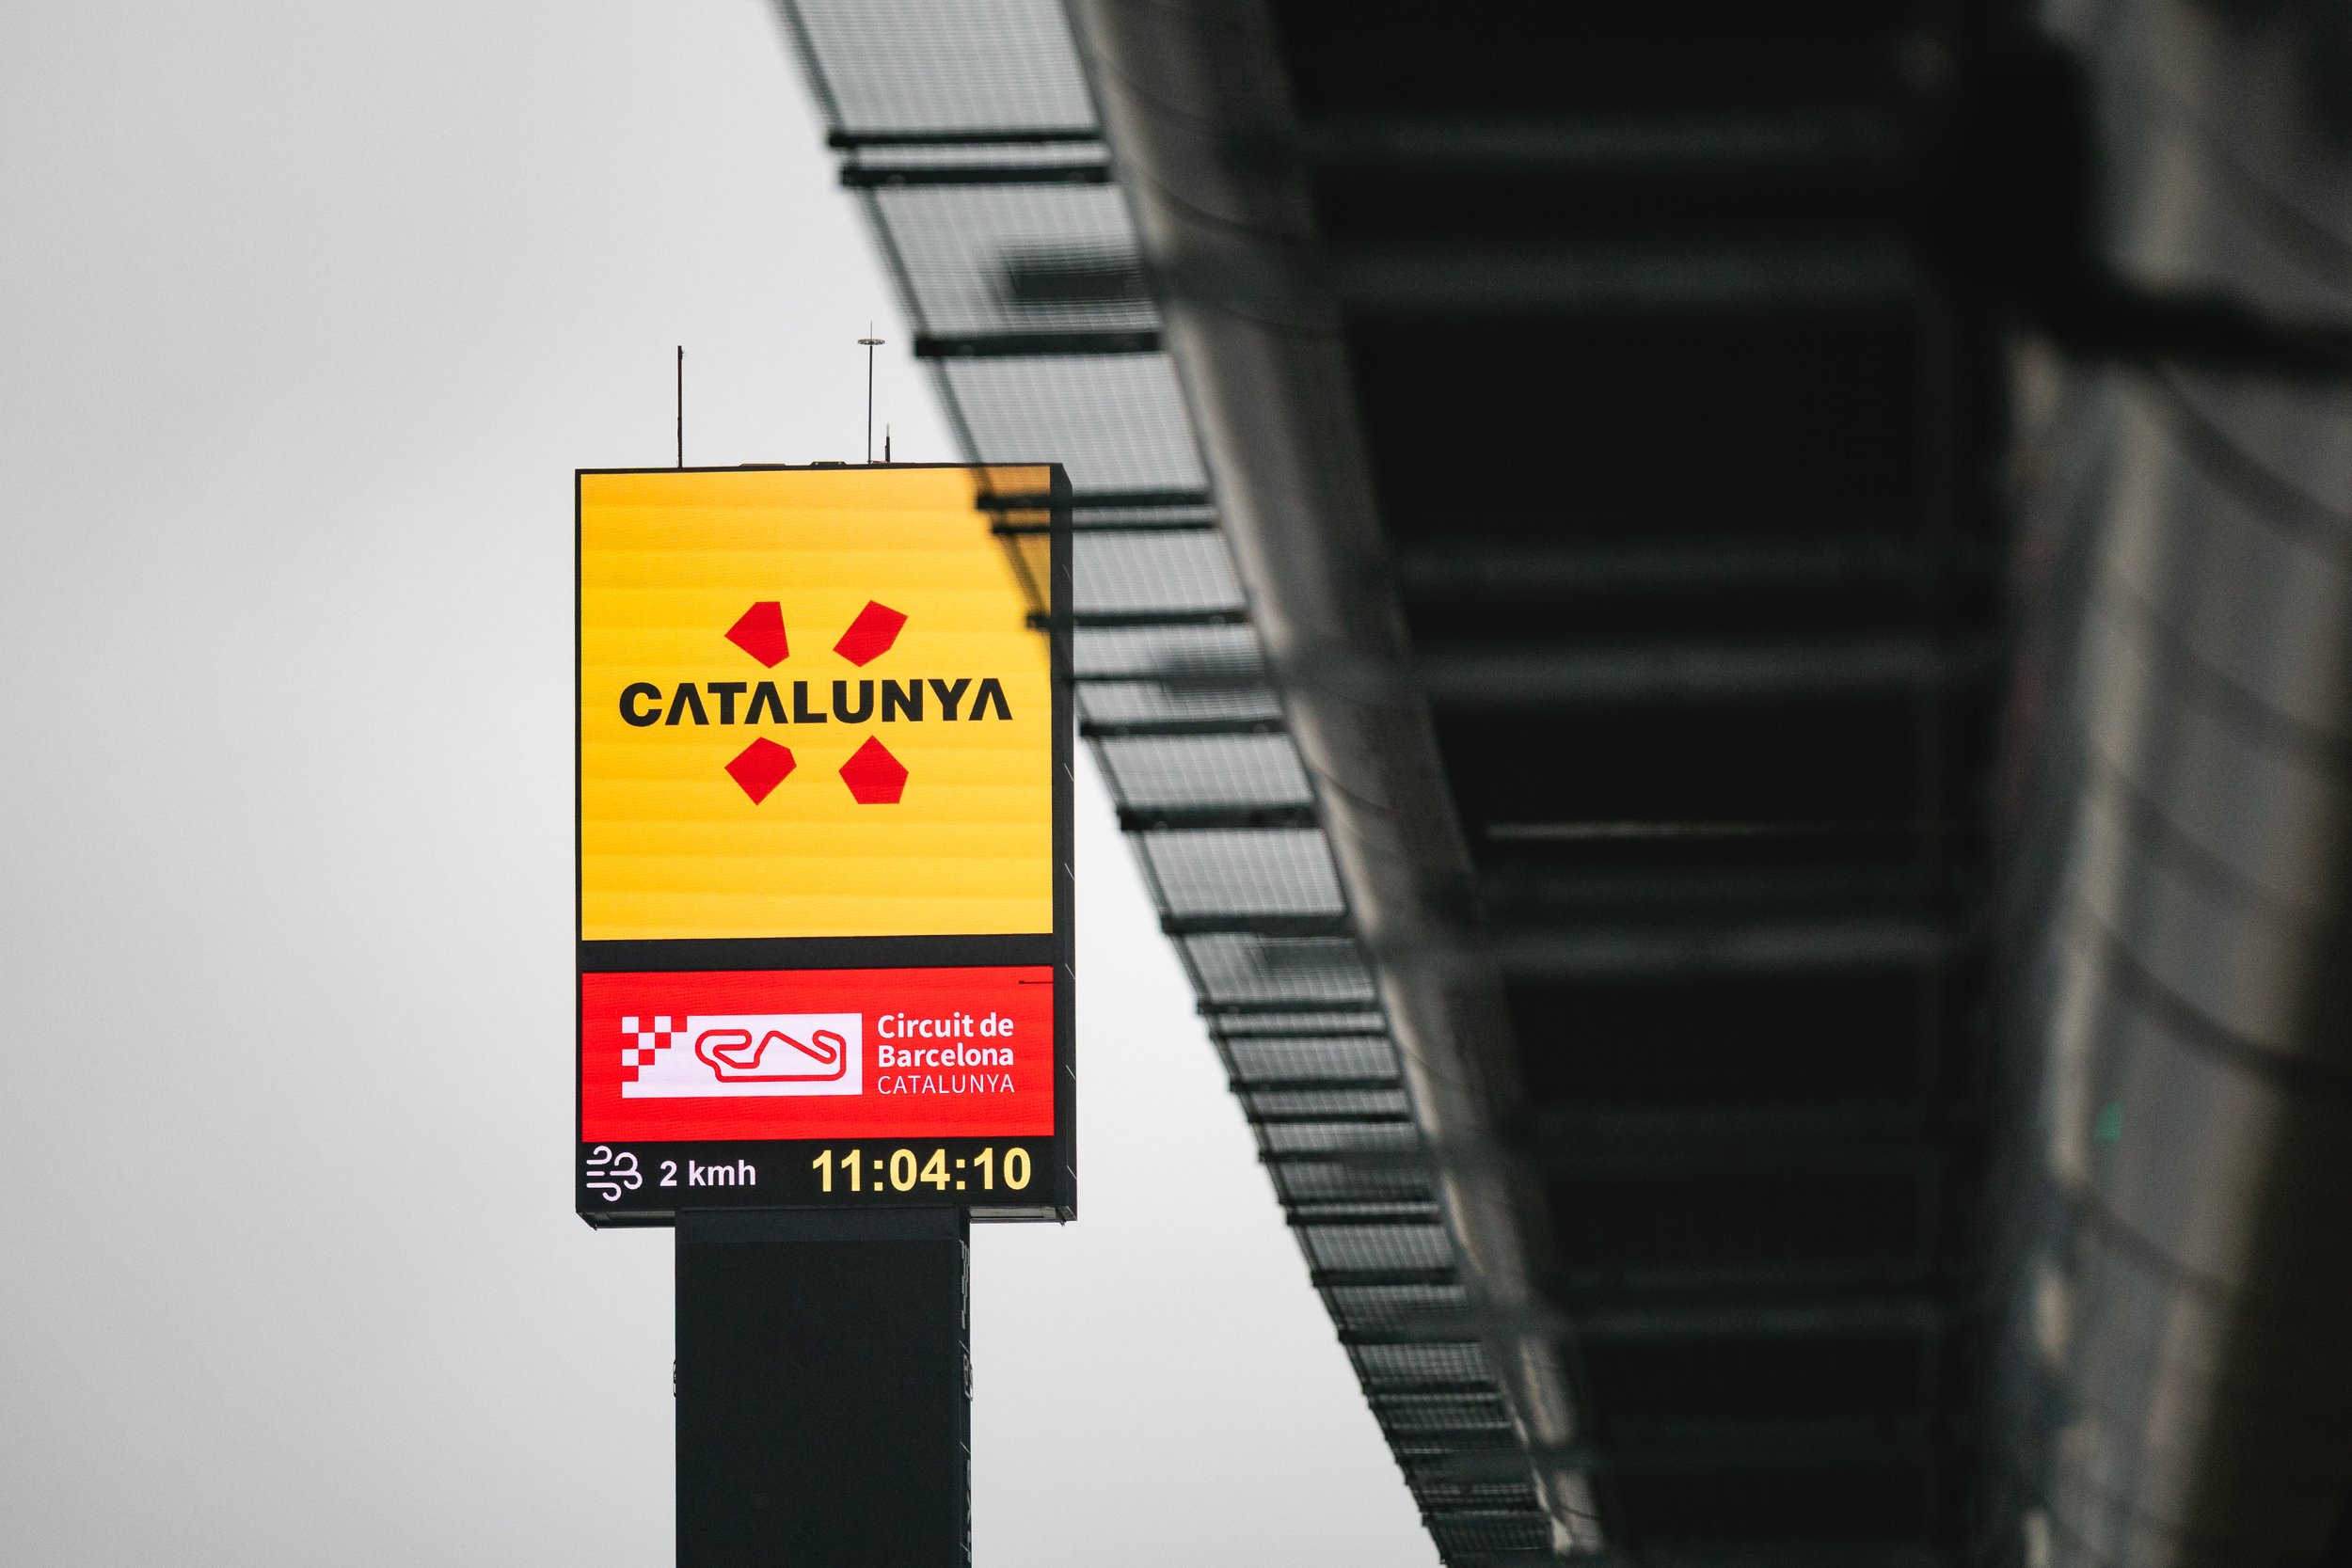 CATALUNYA
Circuit de
Barcelona
CATALUNYA
2 kmh 11:04:10